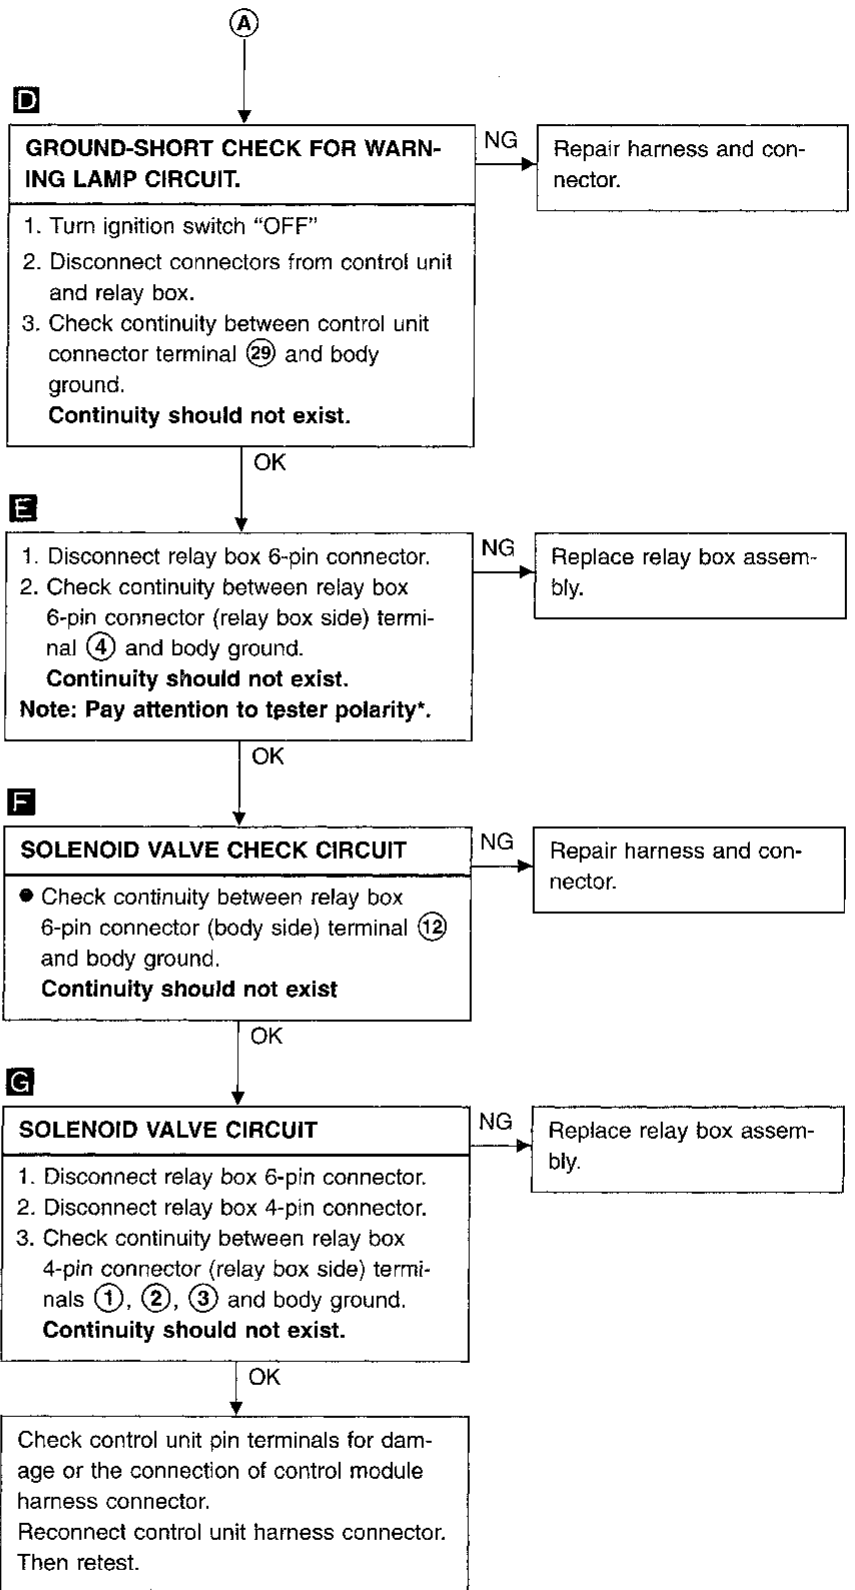 A
D
GROUND-SHORT CHECK FOR WARN-
ING LAMP CIRCUIT.
1. Turn ignition switch “OFF”
2. Disconnect connectors from control unit
and relay box.
3. Check continuity between control unit
connector terminal 29 and body
ground.
Continuity should not exist.
NG
Repair harness and con-
nector.
OK
E
1. Disconnect relay box 6-pin connector.
2. Check continuity between relay box
6-pin connector (relay box side) termi-
nal 4 and body ground.
Continuity should not exist.
Note: Pay attention to tester polarity*.
NG
Replace relay box assem-
bly.
OK
F
SOLENOID VALVE CHECK CIRCUIT
● Check continuity between relay box
6-pin connector (body side) terminal 12
and body ground.
Continuity should not exist
NG
Repair harness and con-
nector.
OK
G
SOLENOID VALVE CIRCUIT
1. Disconnect relay box 6-pin connector.
2. Disconnect relay box 4-pin connector.
3. Check continuity between relay box
4-pin connector (relay box side) termi-
nals 1, 2, 3 and body ground.
Continuity should not exist.
NG
Replace relay box assem-
bly.
OK
Check control unit pin terminals for dam-
age or the connection of control module
harness connector.
Reconnect control unit harness connector.
Then retest.